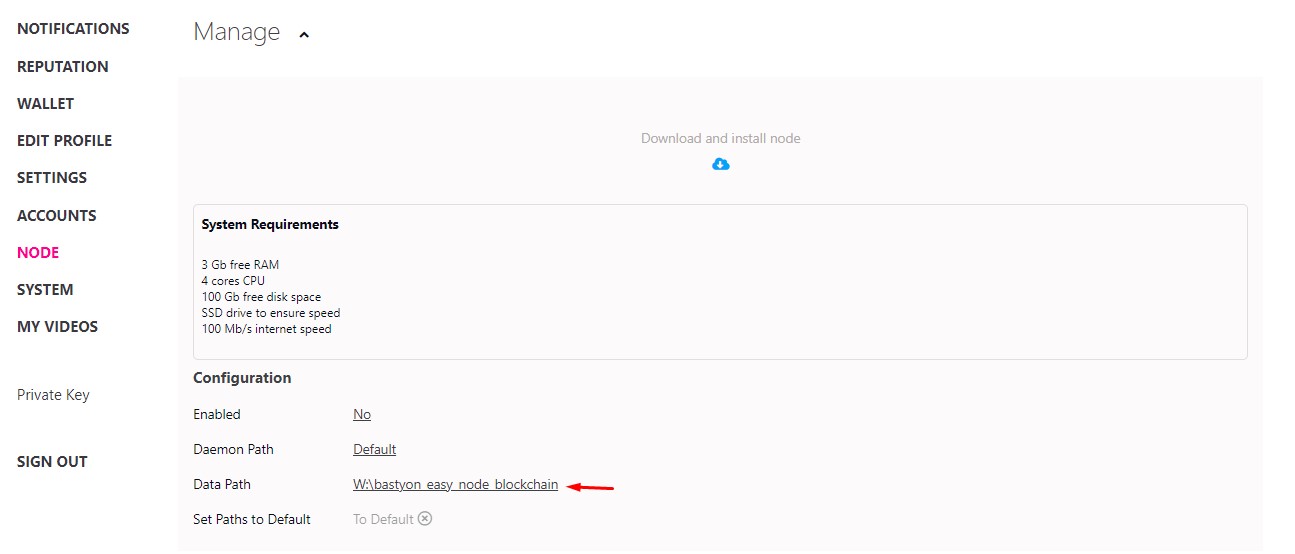 NOTIFICATIONS
REPUTATION
WALLET
EDIT PROFILE
SETTINGS
ACCOUNTS
NODE
SYSTEM
MY VIDEOS
Private Key
SIGN OUT
Manage
Download and install node
System Requirements
3 Gb free RAM
4 cores CPU
100 Gb free disk space
SSD drive to ensure speed
100 Mb/s internet speed
Configuration
Enabled No
Daemon Path Default
Data Path W:\bastyon_easy_node_blockchain
Set Paths to Default To Default